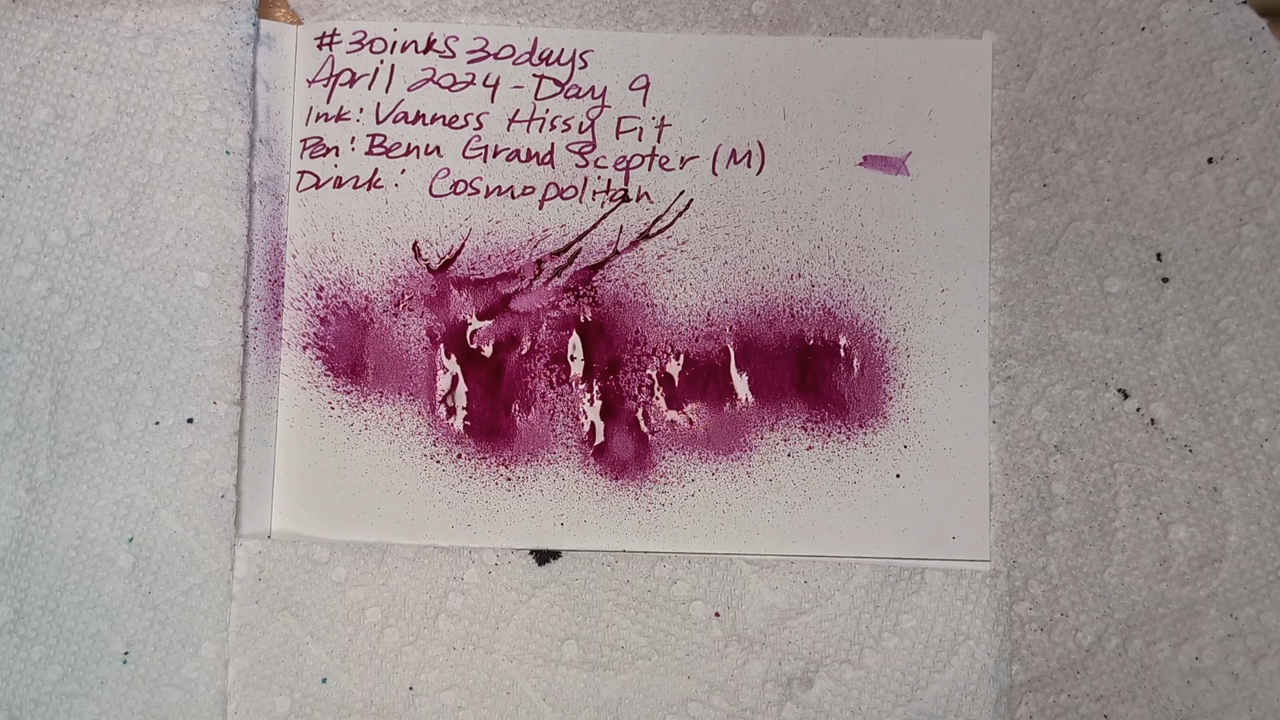 #30inks30days
April 2024 - Day 9
Ink: Vanness Hissy Fit
Pen: Benu Grand Scepter (M)
Drink: Cosmopolitan